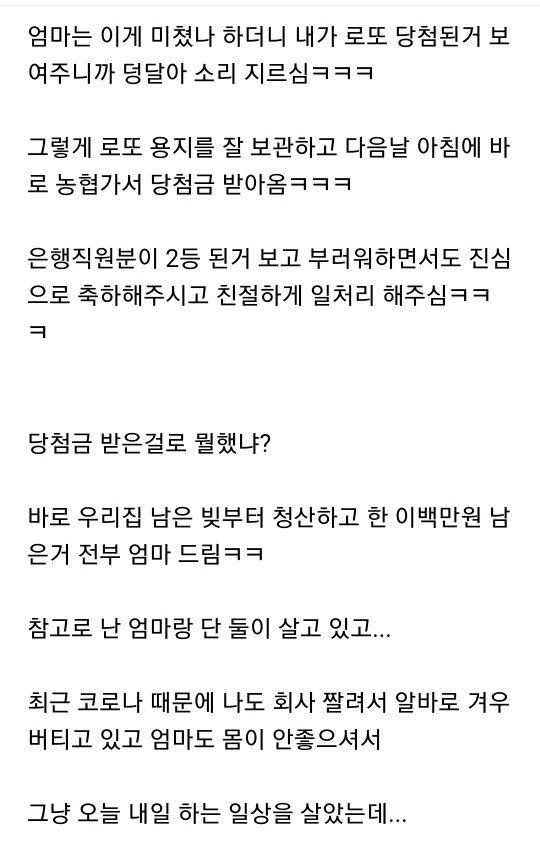 엄마는 이게 미쳤나 하더니 내가 로또 당첨된거 보
여주니까 덩달아 소리 지르심ㅋㅋㅋ
그렇게 로또 용지를 잘 보관하고 다음날 아침에 바
로 농협가서 당첨금 받아옴ㅋㅋㅋ
은행직원분이 2등 된거 보고 부러워하면서도 진심
으로 축하해주시고 친절하게 일처리 해주심ㅋㅋ
ㅋ
당첨금 받은걸로 뭘했냐?
바로 우리집 남은 빚부터 청산하고 한 이백만원 남
은거 전부 엄마 드림ㅋㅋ
참고로 난 엄마랑 단 둘이 살고 있고...
최근 코로나 때문에 나도 회사 짤려서 알바로 겨우
버티고 있고 엄마도 몸이 안좋으셔서
그냥 오늘 내일 하는 일상을 살았는데...